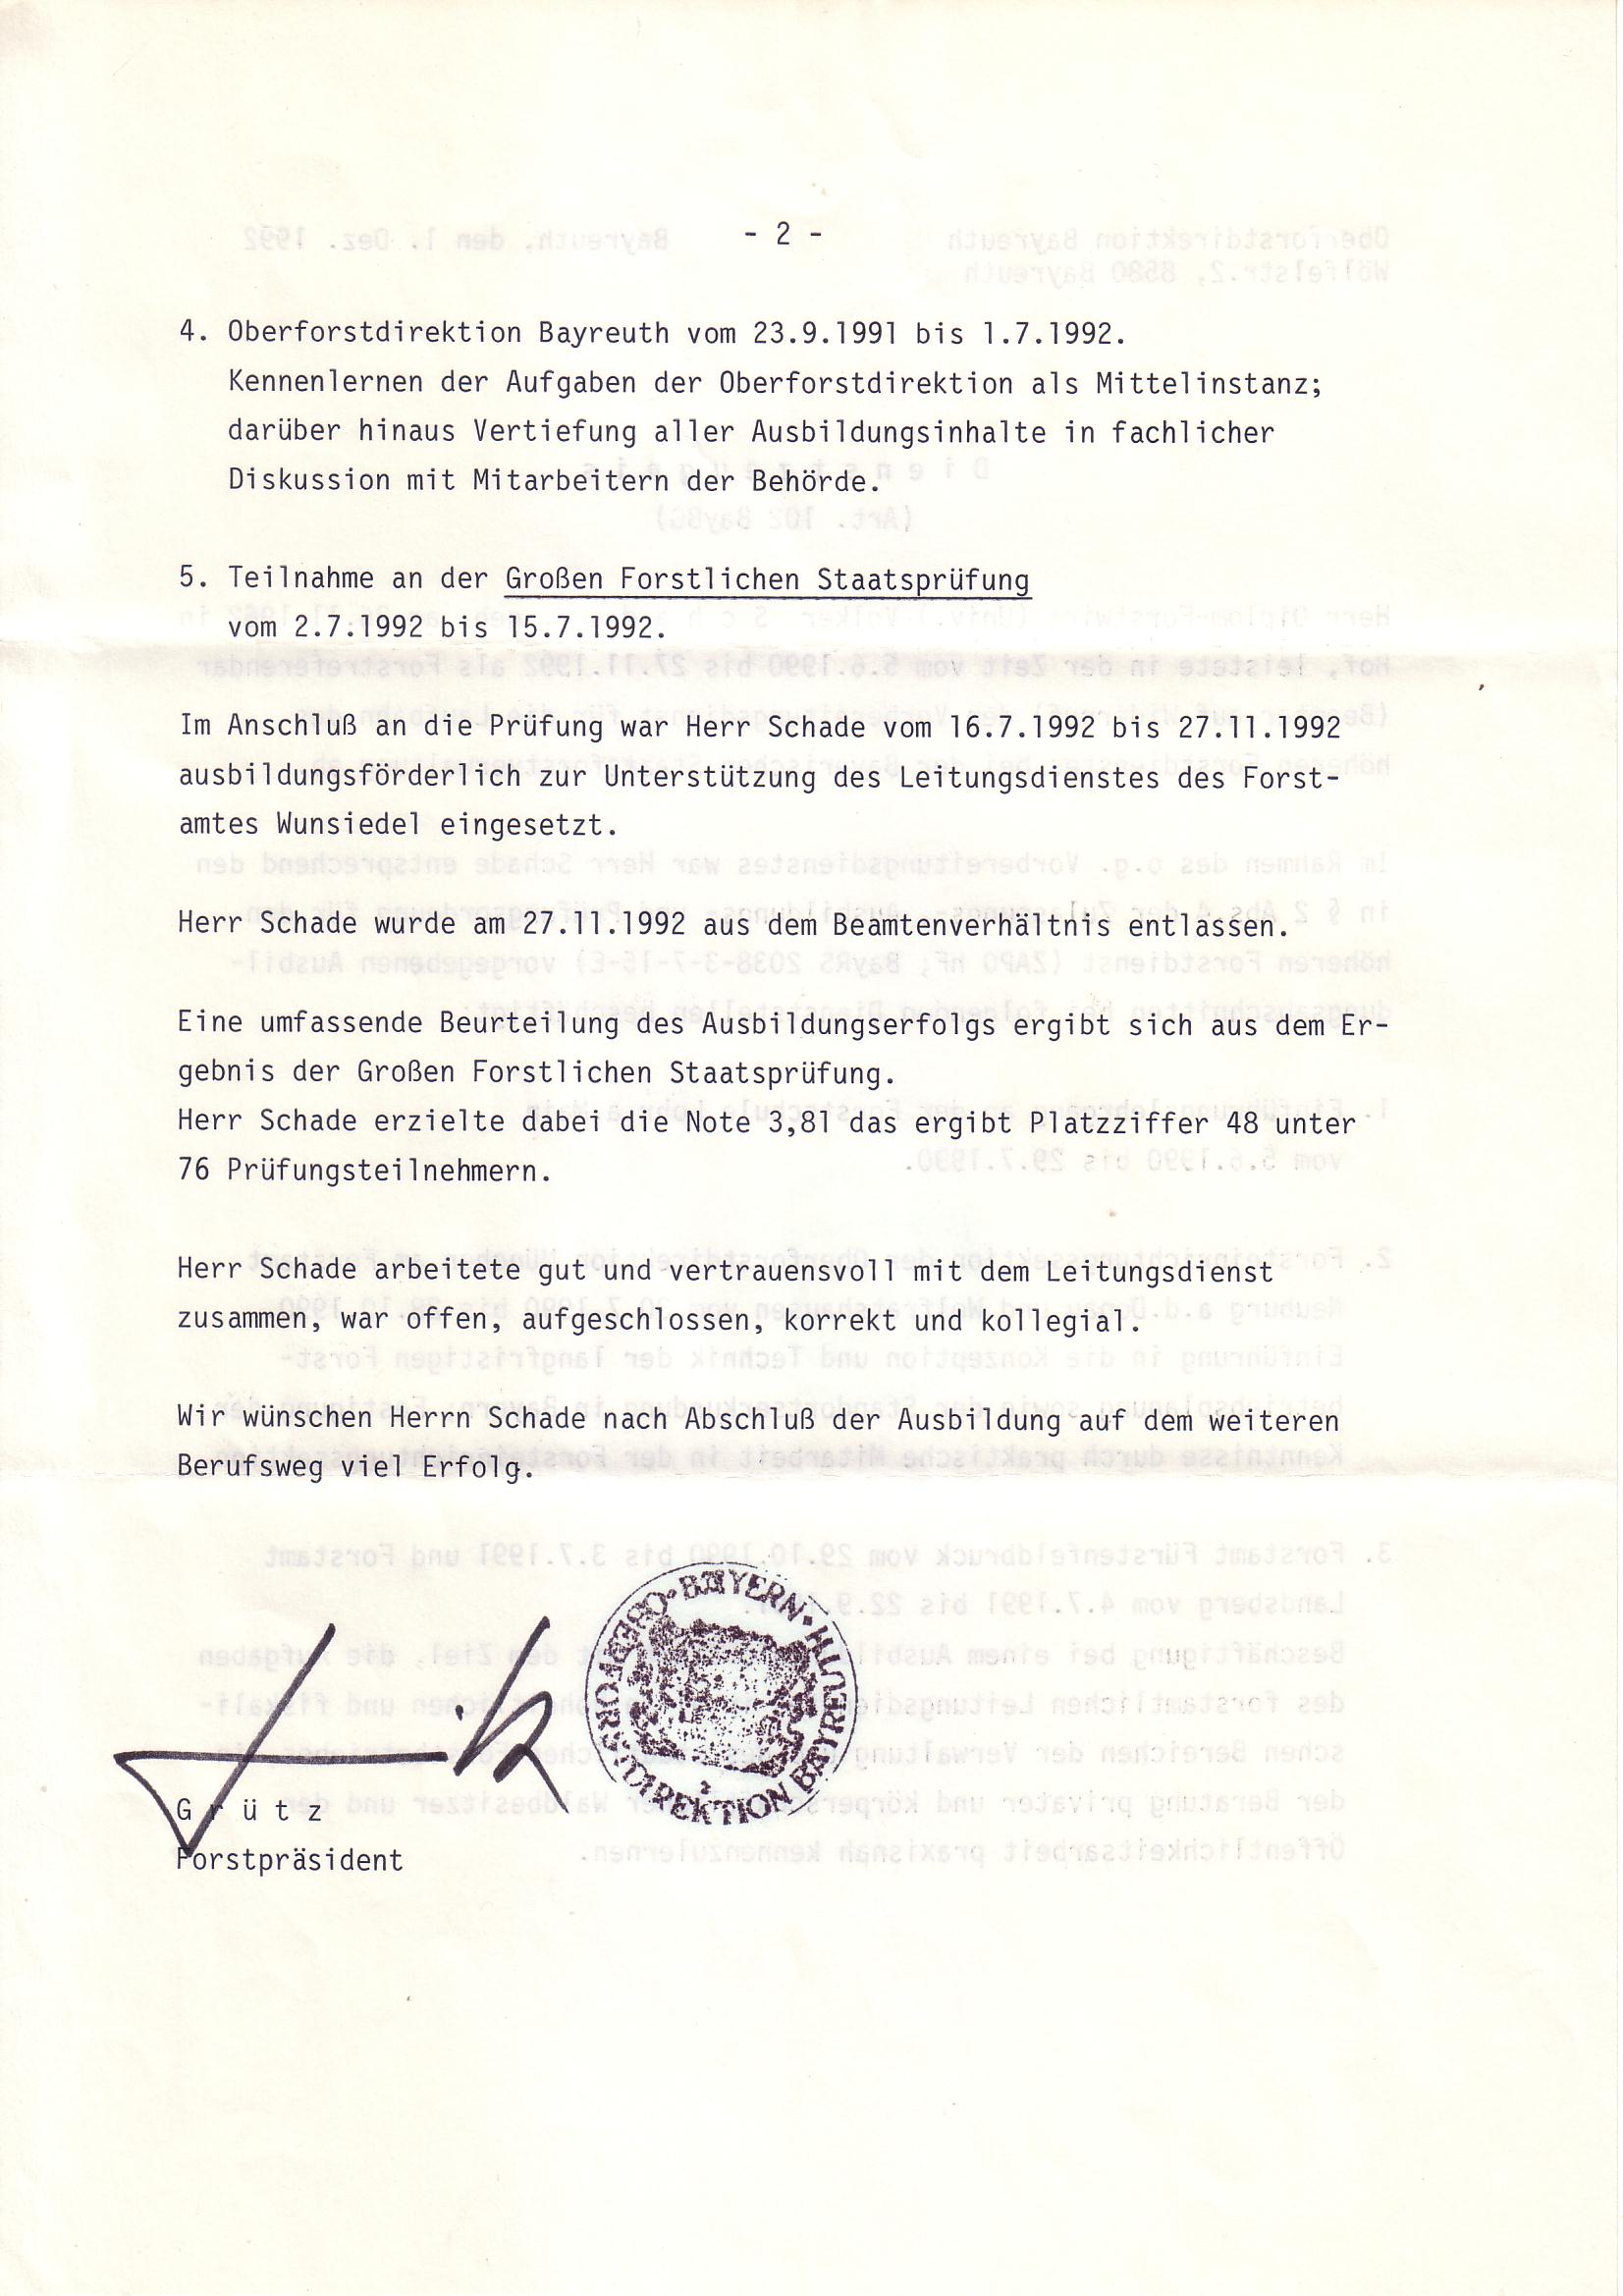 - 2 -
4. Oberforstdirektion Bayreuth vom 23.9.1991 bis 1.7.1992.
Kennenlernen der Aufgaben der Oberforstdirektion als Mittelinstanz;
darüber hinaus Vertiefung aller Ausbildungsinhalte in fachlicher
Diskussion mit Mitarbeitern der Behörde.
5. Teilnahme an der Großen Forstlichen Staatsprüfung
vom 2.7.1992 bis 15.7.1992.
Im Anschluß an die Prüfung war Herr Schade vom 16.7.1992 bis 27.11.1992
ausbildungsförderlich zur Unterstützung des Leitungsdienstes des Forst-
amtes Wunsiedel eingesetzt.
Herr Schade wurde am 27.11.1992 aus dem Beamtenverhältnis entlassen.
Eine umfassende Beurteilung des Ausbildungserfolgs ergibt sich aus dem Er-
gebnis der Großen Forstlichen Staatsprüfung.
Herr Schade erzielte dabei die Note 3,81 das ergibt Platzziffer 48 unter
76 Prüfungsteilnehmern.
Herr Schade arbeitete gut und vertrauensvoll mit dem Leitungsdienst
zusammen, war offen, aufgeschlossen, korrekt und kollegial.
Wir wünschen Herrn Schade nach Abschluß der Ausbildung auf dem weiteren
Berufsweg viel Erfolg.
BAYERN
OBERFORSTDIREKTION BAYREUTH
2
G r ü t z
Forstpräsident